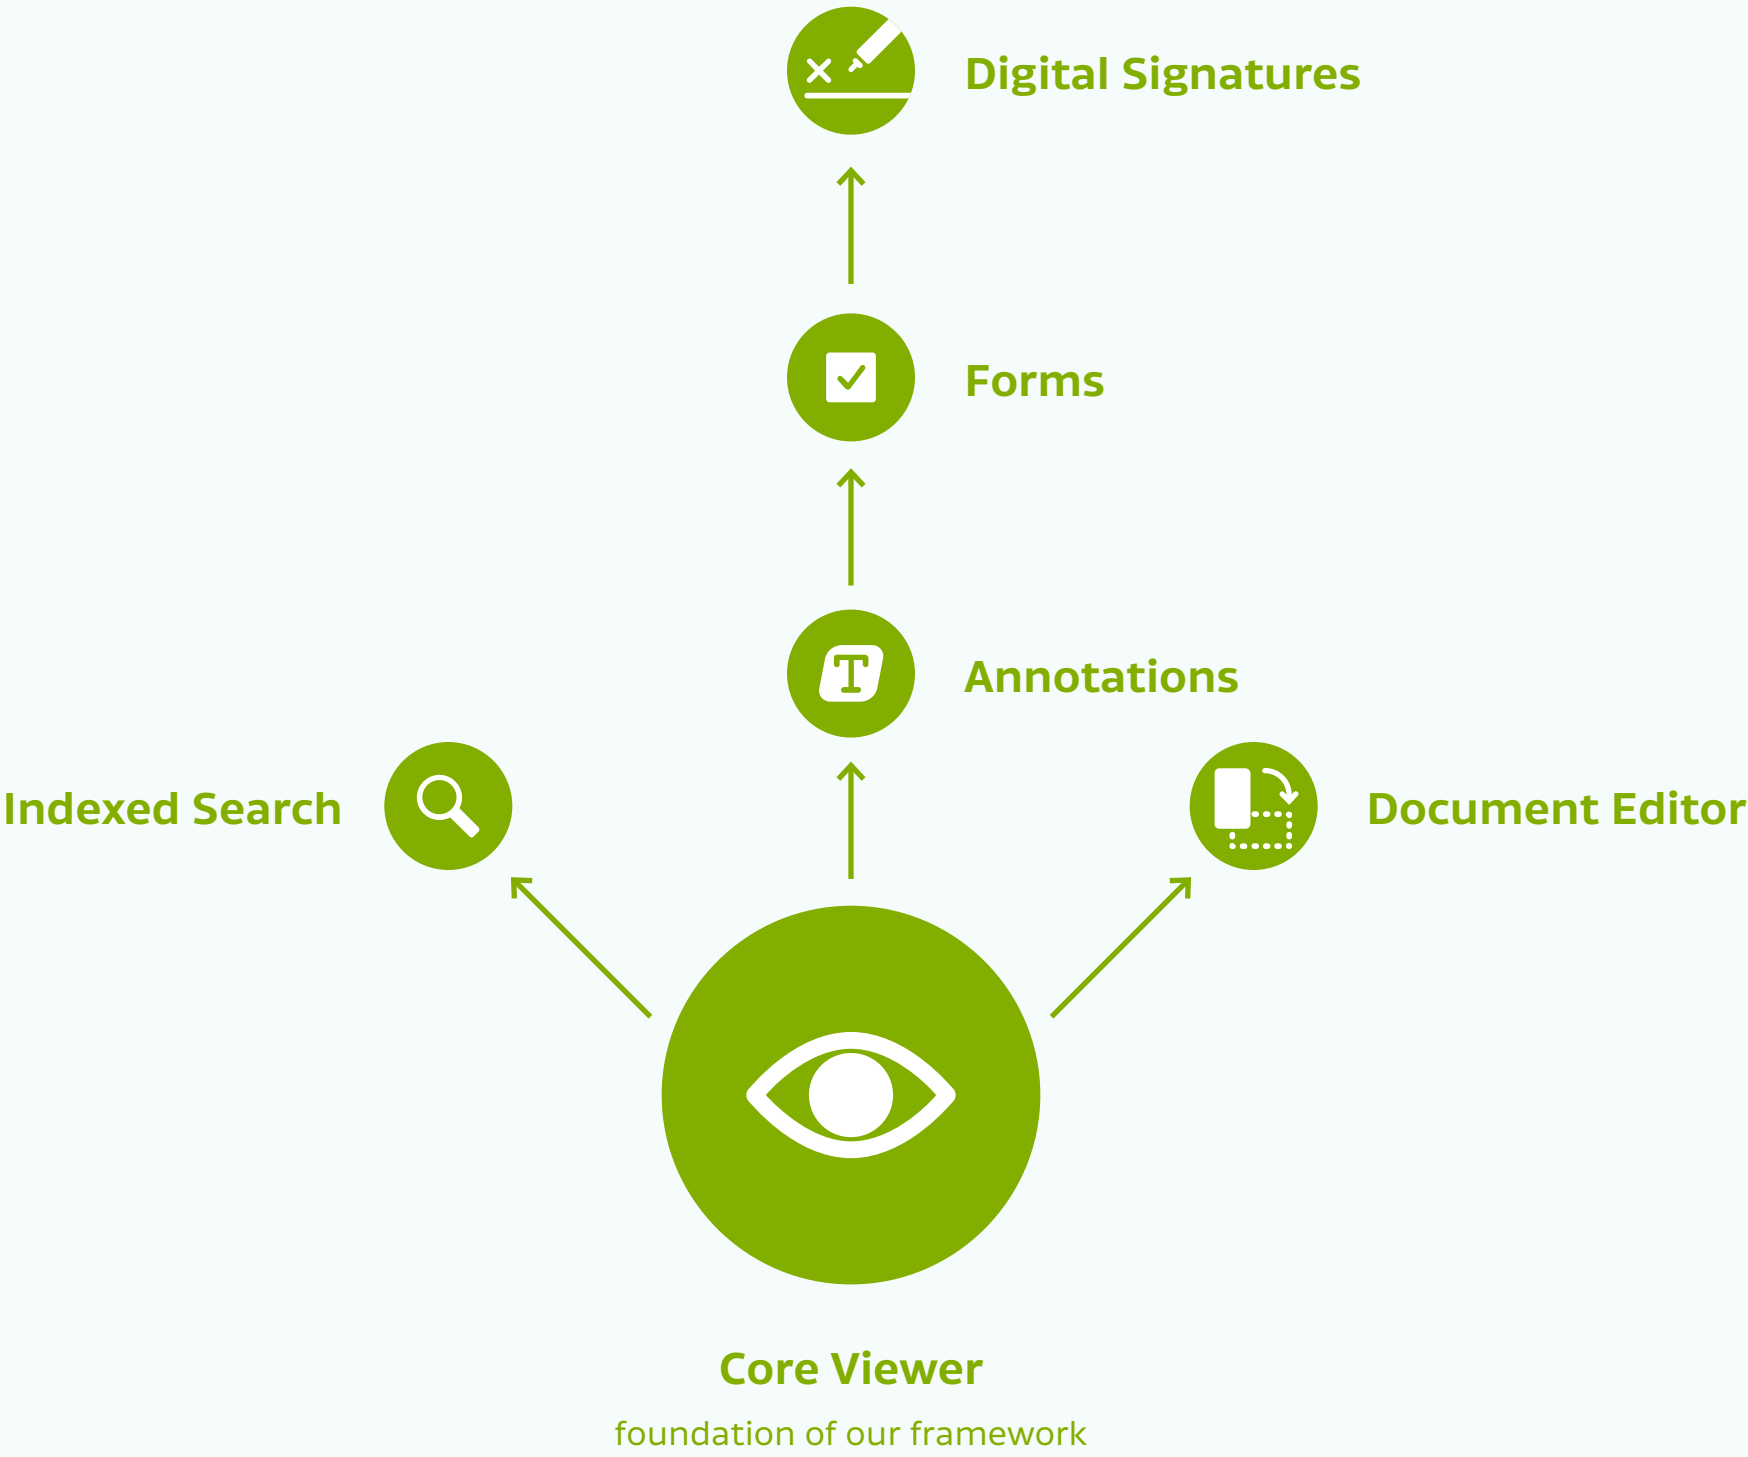 Digital Signatures
Forms
Annotations
Indexed Search
Document Editor
Core Viewer
foundation of our framework